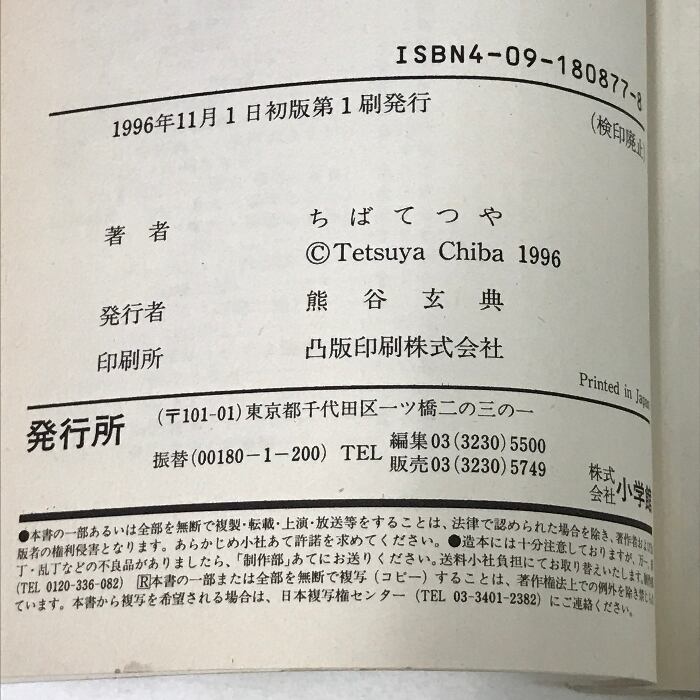 ISBN4-09-180877-8
1996年11月1日初版第1刷発行
(検印廃止)
著者 ちばてつや
©Tetsuya Chiba 1996
発行者 熊谷玄典
印刷所 凸版印刷株式会社
Printed in Japan
発行所 (〒101-01)東京都千代田区一ツ橋二の三の一
振替(00180-1-200) TEL 編集03(3230)5500
販売03(3230)5749
株式会社 小学館
●本書の一部あるいは全部を無断で複製・転載・上演・放送等をすることは、法律で認められた場合を除き、著作者および
版者の権利侵害となります。あらかじめ小社あて許諾を求めてください。●造本には十分注意しておりますが、万一、
丁・乱丁などの不良品がありましたら、「制作部」あてにお送りください。送料小社負担にてお取り替えいたします。
(TEL 0120-336-082) Ⓡ本書の一部または全部を無断で複写(コピー)することは、著作権法上での例外を除き禁じら
ています。本書から複写を希望される場合は、日本複写権センター(TEL 03-3401-2382)にご連絡ください。